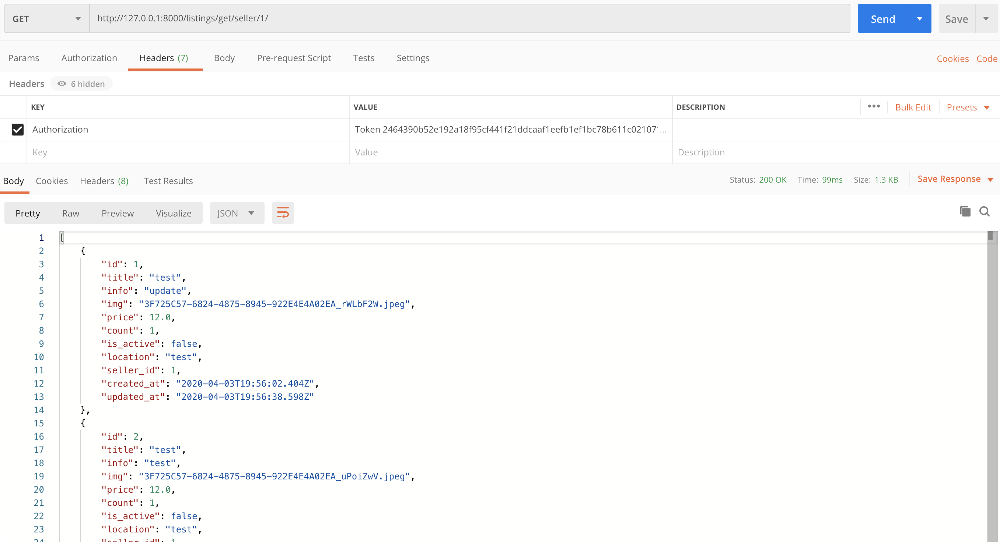 GET http://127.0.0.1:8000/listings/get/seller/1/ Send Save
Params Authorization Headers (7) Body Pre-request Script Tests Settings Cookies Code
Headers 6 hidden
KEY VALUE DESCRIPTION ••• Bulk Edit Presets
Authorization Token 2464390b52e192a18f95cf441f21ddcaaf1eefb1ef1bc78b611c02107 ...
Key Value Description
Body Cookies Headers (8) Test Results Status: 200 OK Time: 99ms Size: 1.3 KB Save Response
Pretty Raw Preview Visualize JSON
1 [
2 {
3 "id": 1,
4 "title": "test",
5 "info": "update",
6 "img": "3F725C57-6824-4875-8945-922E4E4A02EA_rWLbF2W.jpeg",
7 "price": 12.0,
8 "count": 1,
9 "is_active": false,
10 "location": "test",
11 "seller_id": 1,
12 "created_at": "2020-04-03T19:56:02.404Z",
13 "updated_at": "2020-04-03T19:56:38.598Z"
14 },
15 {
16 "id": 2,
17 "title": "test",
18 "info": "test",
19 "img": "3F725C57-6824-4875-8945-922E4E4A02EA_uPoiZwV.jpeg",
20 "price": 12.0,
21 "count": 1,
22 "is_active": false,
23 "location": "test",
24 "seller_id": 1